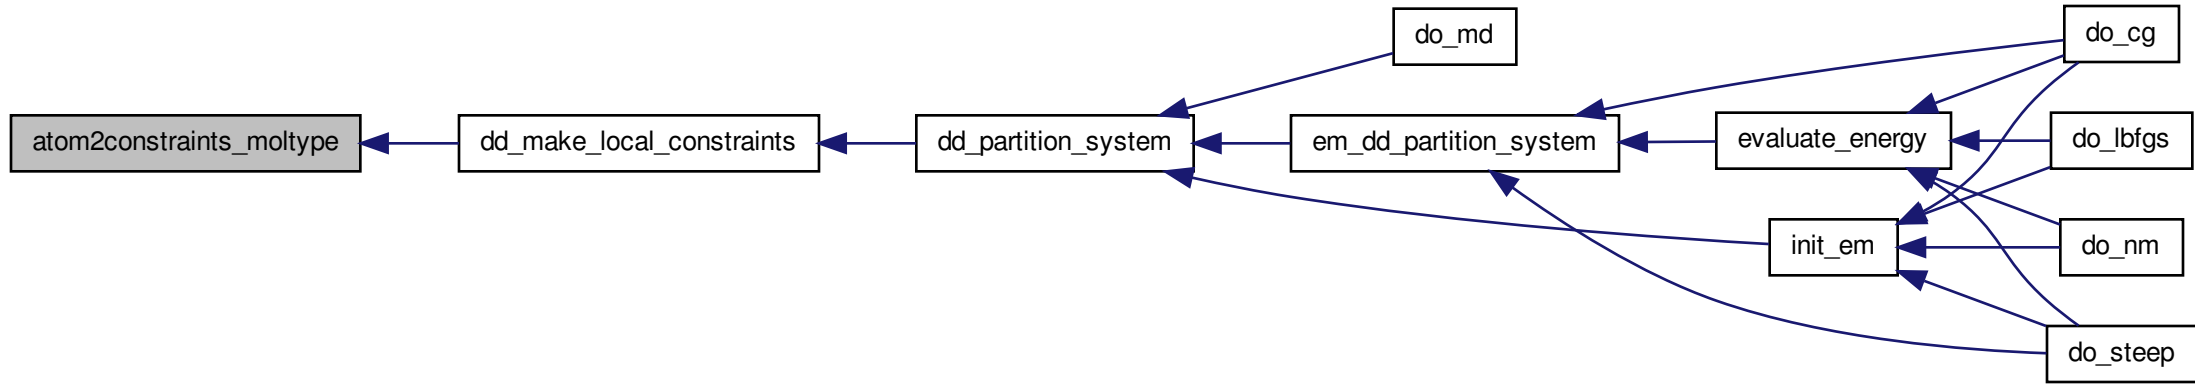 atom2constraints_moltype
dd_make_local_constraints
dd_partition_system
do_md
em_dd_partition_system
evaluate_energy
init_em
do_cg
do_lbfgs
do_nm
do_steep